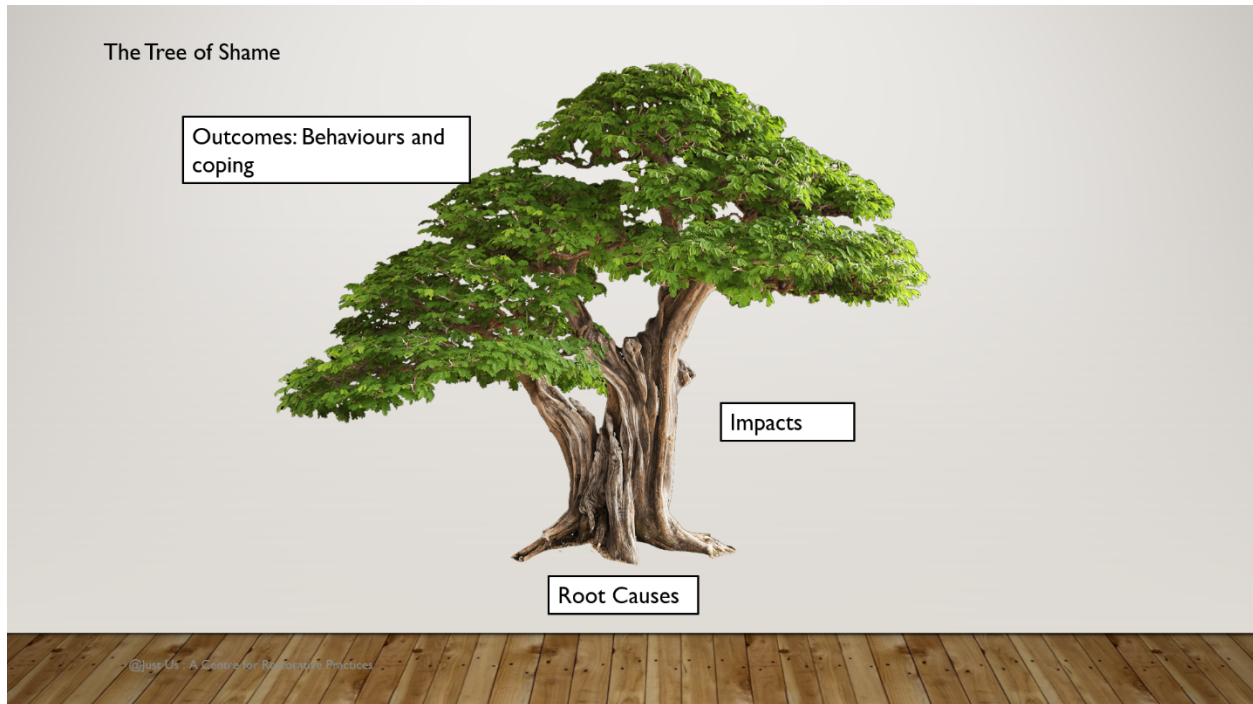 The Tree of Shame
Outcomes: Behaviours and
coping
Impacts
Root Causes
@Just Us : A Centre for Restorative Practices